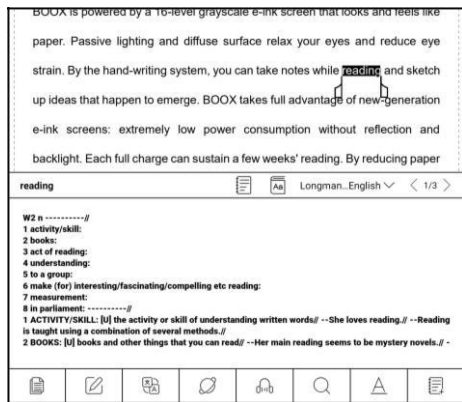 BOOX is powered by a 16-level grayscale e-ink screen that looks and feels like
paper. Passive lighting and diffuse surface relax your eyes and reduce eye
strain. By the hand-writing system, you can take notes while reading and sketch
up ideas that happen to emerge. BOOX takes full advantage of new-generation
e-ink screens: extremely low power consumption without reflection and
backlight. Each full charge can sustain a few weeks' reading. By reducing paper
reading Aa Longman...English 1/3
W2 n ----------//
1 activity/skill:
2 books:
3 act of reading:
4 understanding:
5 to a group:
6 make (for) interesting/fascinating/compelling etc reading:
7 measurement:
8 in parliament: ----------//
1 ACTIVITY/SKILL: [U] the activity or skill of understanding written words// --She loves reading.// --Reading
is taught using a combination of several methods.//
2 BOOKS: [U] books and other things that you can read// --Her main reading seems to be mystery novels.// -
A